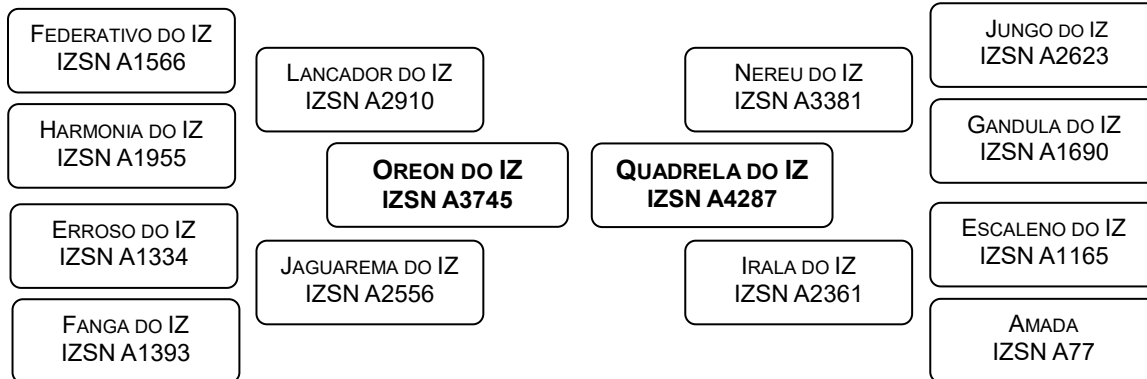 FEDERATIVO DO IZ
IZSN A1566
HARMONIA DO IZ
IZSN A1955
ERROSO DO IZ
IZSN A1334
FANGA DO IZ
IZSN A1393
LANCADOR DO IZ
IZSN A2910
JAGUAREMA DO IZ
IZSN A2556
OREON DO IZ
IZSN A3745
QUADRELA DO IZ
IZSN A4287
NEREU DO IZ
IZSN A3381
IRALA DO IZ
IZSN A2361
JUNGO DO IZ
IZSN A2623
GANDULA DO IZ
IZSN A1690
ESCALENO DO IZ
IZSN A1165
AMADA
IZSN A77